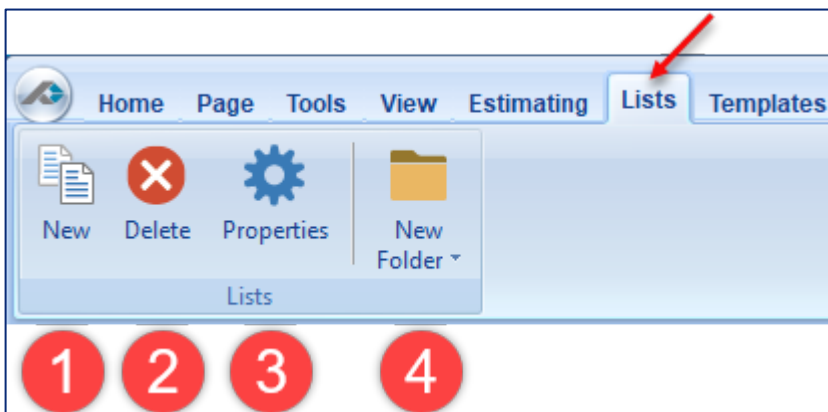 Home Page Tools View Estimating Lists Templates
New Delete Properties New
Folder
Lists
1 2 3 4